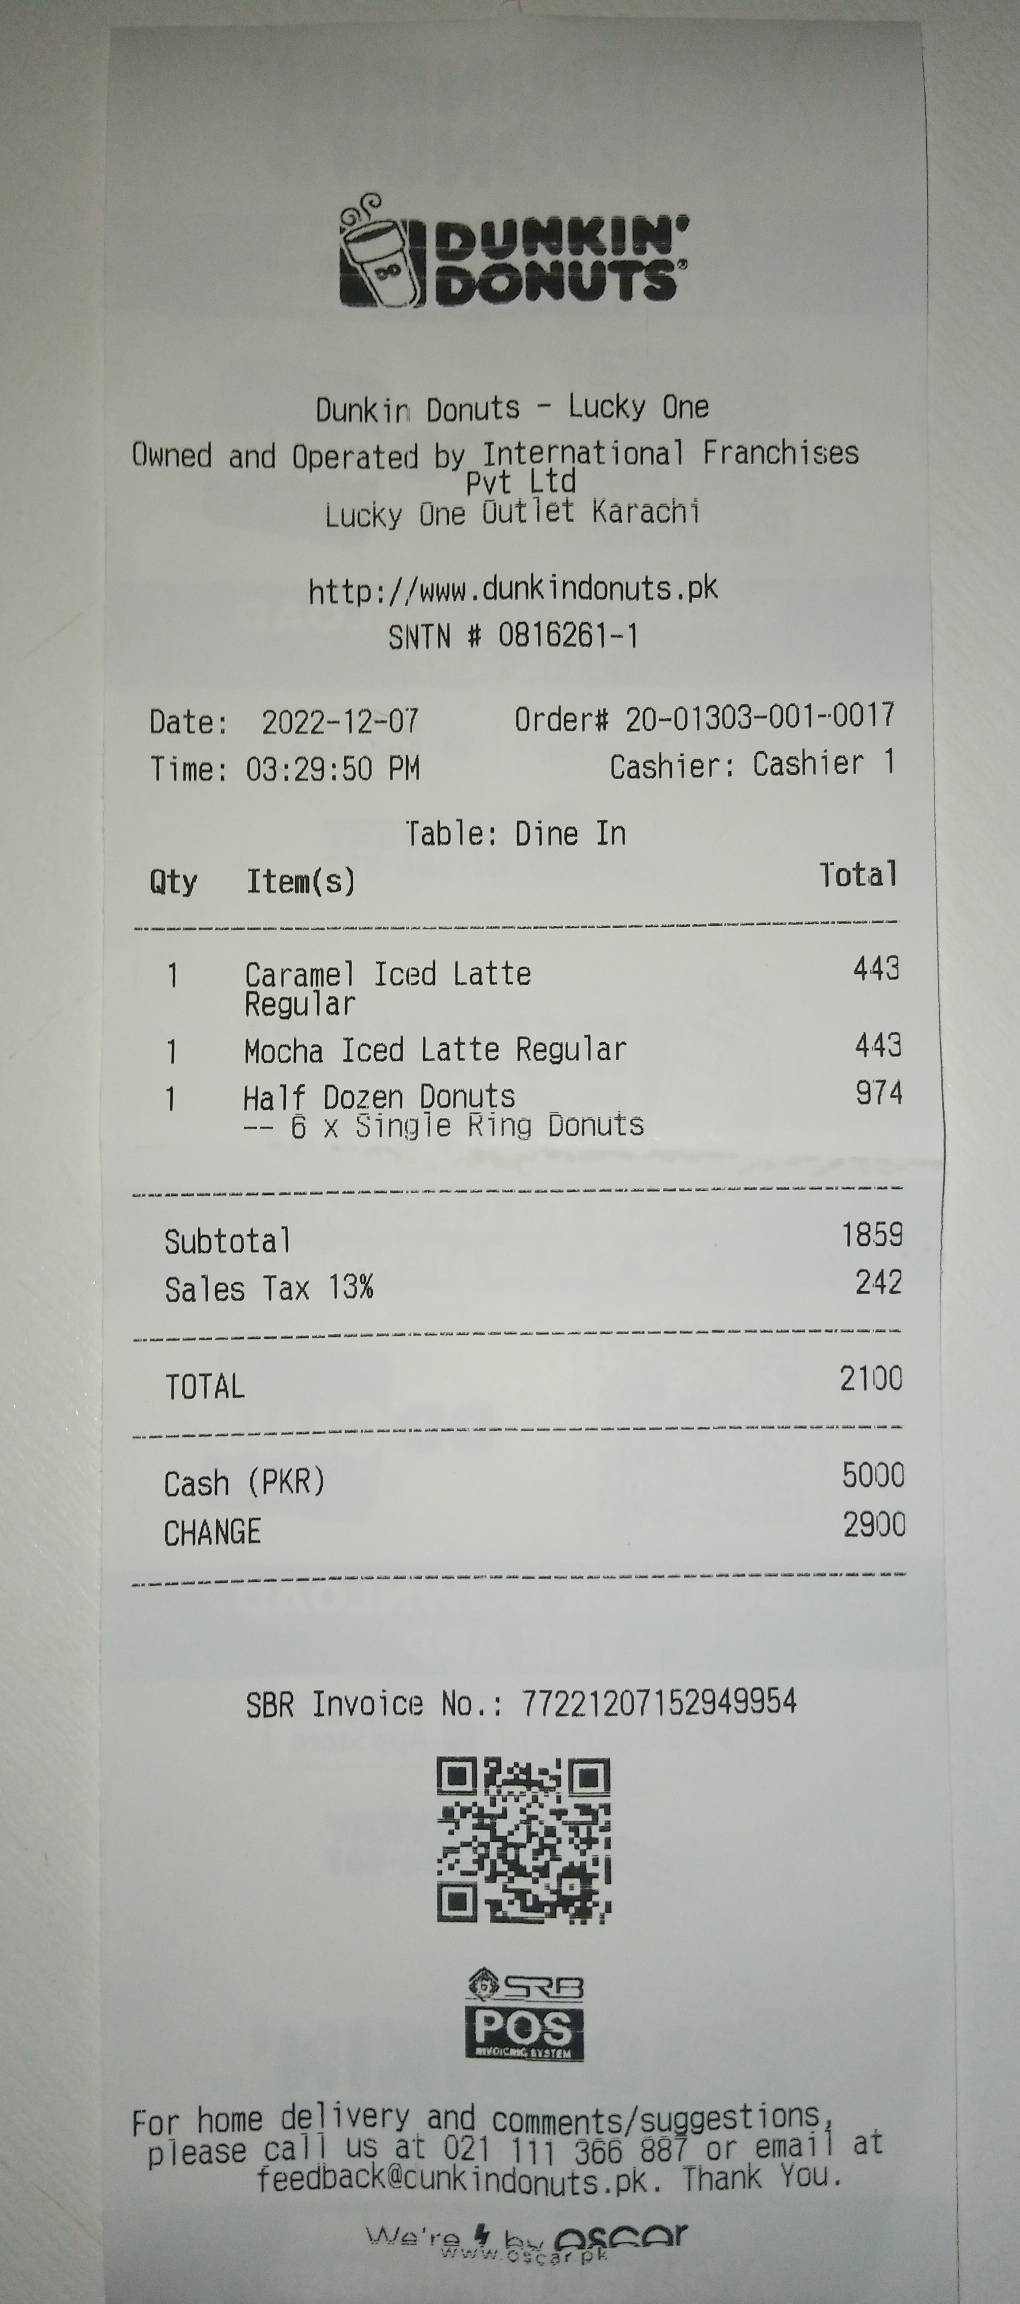 DUNKIN'
DONUTS®
Dunkin Donuts - Lucky One
Owned and Operated by International Franchises
Pvt Ltd
Lucky One Outlet Karachi
http://www.dunkindonuts.pk
SNTN # 0816261-1
Date: 2022-12-07 Order# 20-01303-001-0017
Time: 03:29:50 PM Cashier: Cashier 1
Table: Dine In
Qty Item(s) Total
1 Caramel Iced Latte 443
Regular
1 Mocha Iced Latte Regular 443
1 Half Dozen Donuts 974
-- 6 x Single Ring Donuts
Subtotal 1859
Sales Tax 13% 242
TOTAL 2100
Cash (PKR) 5000
CHANGE 2900
SBR Invoice No.: 77221207152949954
SRB
POS
INVOICING SYSTEM
For home delivery and comments/suggestions,
please call us at 021 111 366 887 or email at
feedback@cunkindonuts.pk. Thank You.
We're by oscar
www.oscar.pk